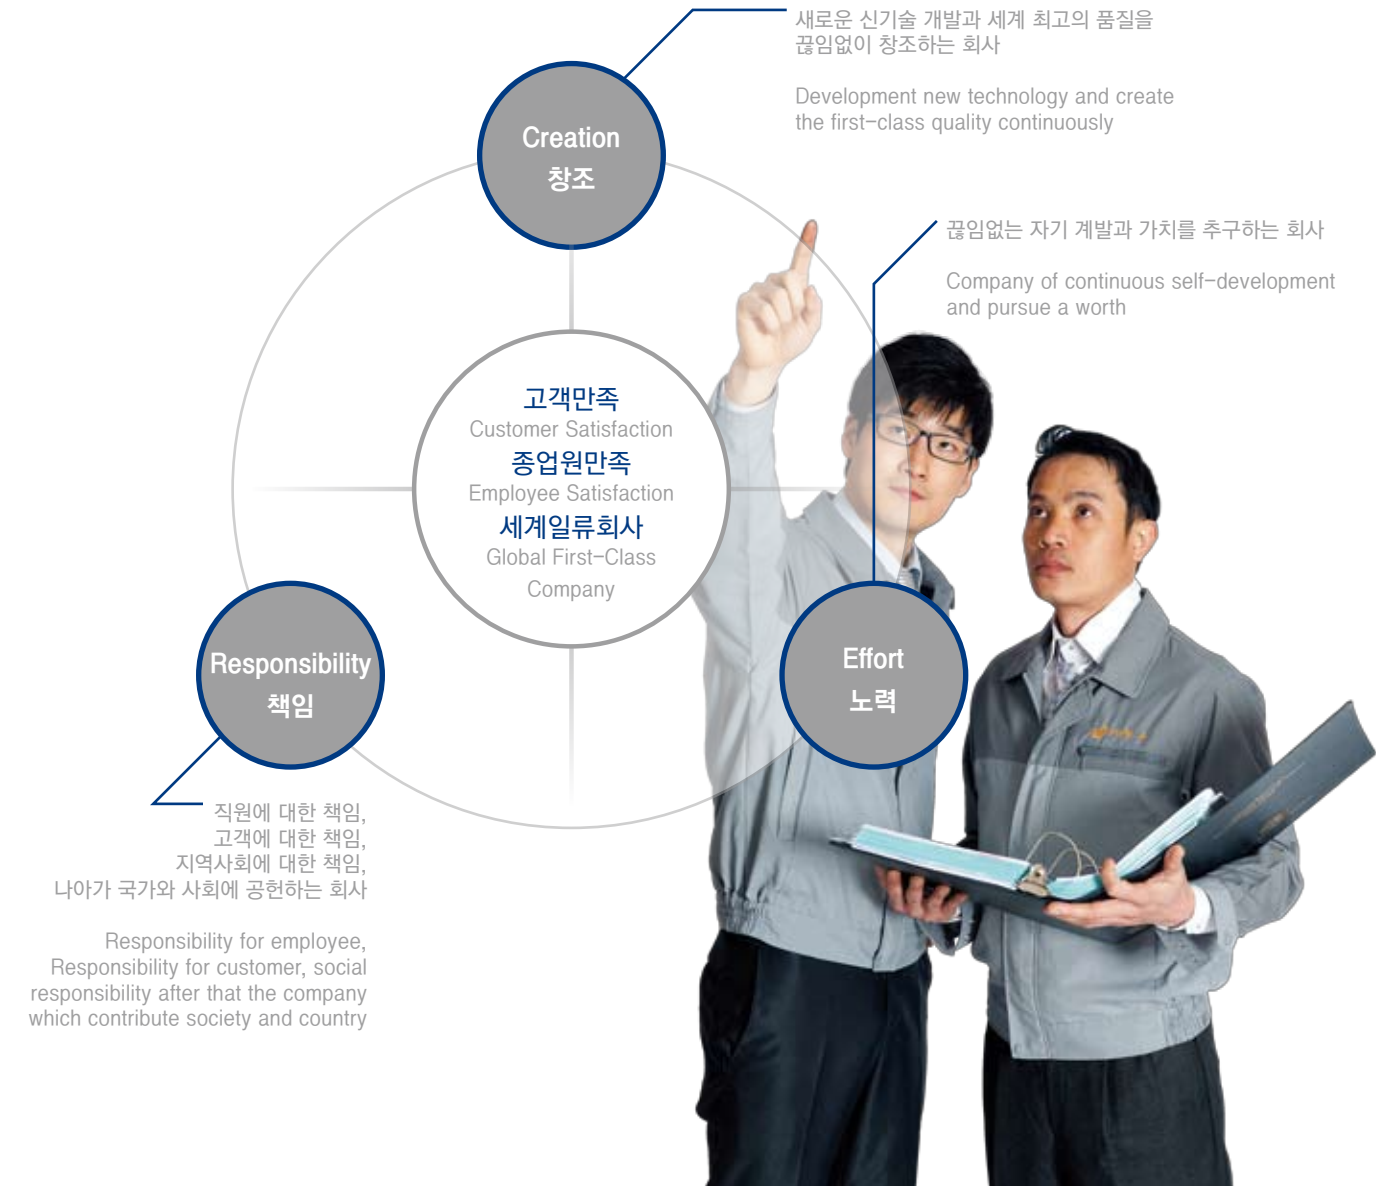 새로운 신기술 개발과 세계 최고의 품질을
끊임없이 창조하는 회사
Development new technology and create
the first-class quality continuously
Creation
창조
끊임없는 자기 계발과 가치를 추구하는 회사
Company of continuous self-development
and pursue a worth
고객만족
Customer Satisfaction
종업원만족
Employee Satisfaction
세계일류회사
Global First-Class
Company
Responsibility
책임
Effort
노력
직원에 대한 책임,
고객에 대한 책임,
지역사회에 대한 책임,
나아가 국가와 사회에 공헌하는 회사
Responsibility for employee,
Responsibility for customer, social
responsibility after that the company
which contribute society and country